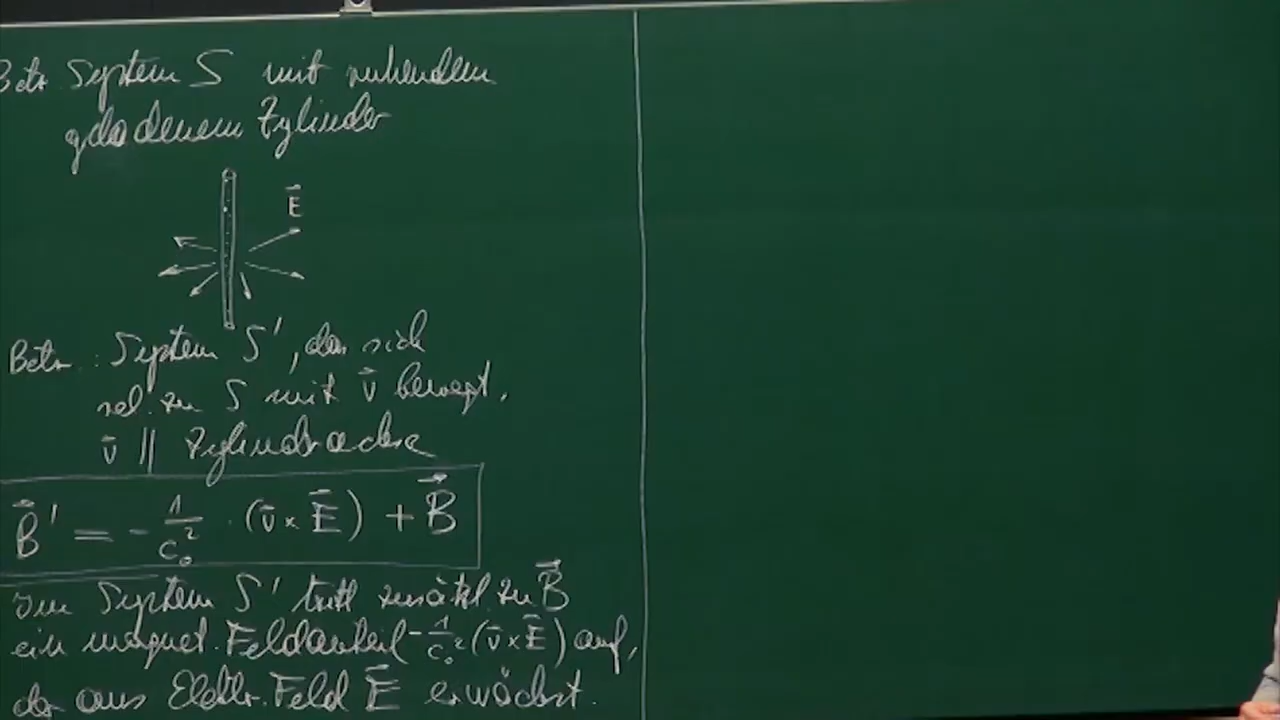 Betr. System S mit ruhendem
geladenem Zylinder
E⃗
Betr.: System S', das sich
rel. zu S mit v⃗ bewegt,
v⃗ || Zylinderachse
B⃗' = - 1/c₀² · (v⃗ × E⃗) + B⃗
Im System S' tritt zusätzl. zu B⃗
ein magnet. Feldanteil - 1/c₀² (v⃗ × E⃗) auf,
der aus Elektr. Feld E⃗ erwächst.